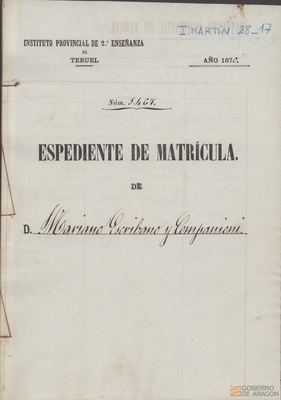 I. MARTÍN 28_17
INSTITUTO PROVINCIAL DE 2.ª ENSEÑANZA
DE
TERUEL.
AÑO 187
Núm.
ESPEDIENTE DE MATRÍCULA.
DE
D. Mariano Escribano y Companioni.
GOBIERNO
DE ARAGON